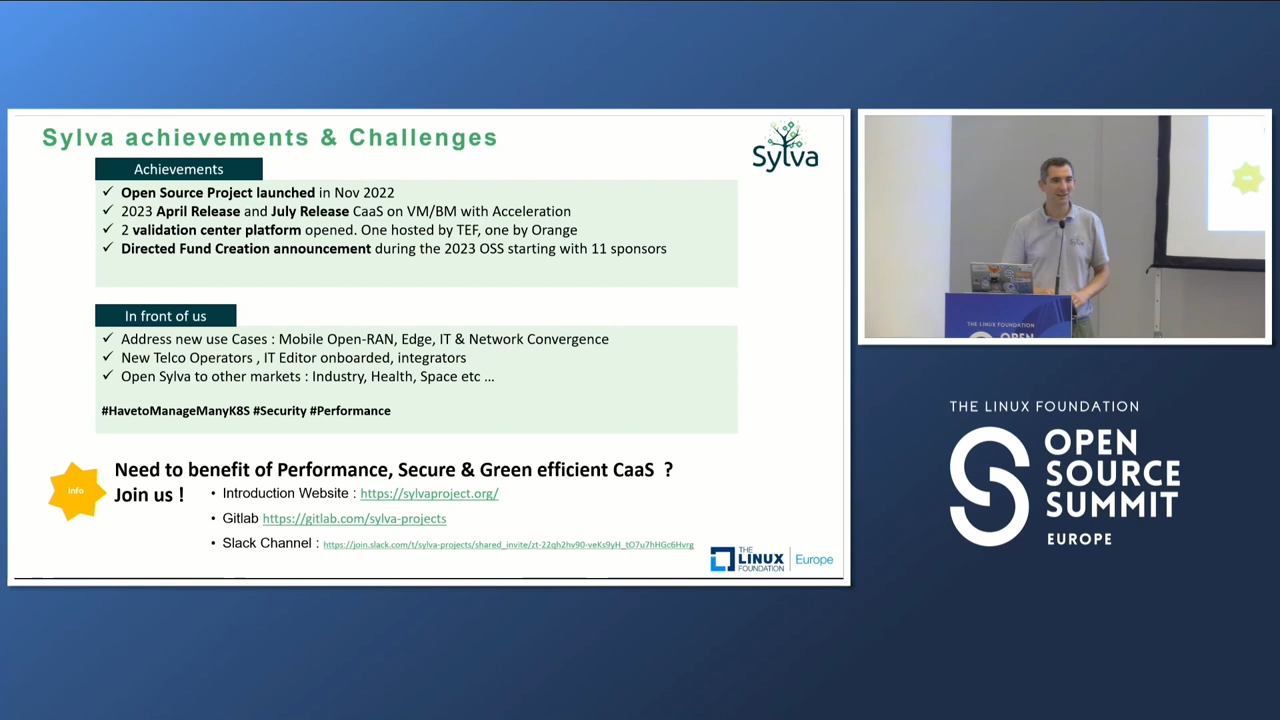 Sylva achievements & Challenges
Sylva
Achievements
✓ Open Source Project launched in Nov 2022
✓ 2023 April Release and July Release CaaS on VM/BM with Acceleration
✓ 2 validation center platform opened. One hosted by TEF, one by Orange
✓ Directed Fund Creation announcement during the 2023 OSS starting with 11 sponsors
In front of us
✓ Address new use Cases : Mobile Open-RAN, Edge, IT & Network Convergence
✓ New Telco Operators , IT Editor onboarded, integrators
✓ Open Sylva to other markets : Industry, Health, Space etc ...
#HavetoManageManyK8S #Security #Performance
Info
Need to benefit of Performance, Secure & Green efficient CaaS ?
Join us !
• Introduction Website : https://sylvaproject.org/
• Gitlab https://gitlab.com/sylva-projects
• Slack Channel : https://join.slack.com/t/sylva-projects/shared_invite/zt-22qh2hv90-veKs9yH_tO7u7hHGc6Hvrg
THE LINUX FOUNDATION | Europe
Sylva
THE LINUX FOUNDATION
OPEN
THE LINUX FOUNDATION
OPEN
SOURCE
SUMMIT
EUROPE